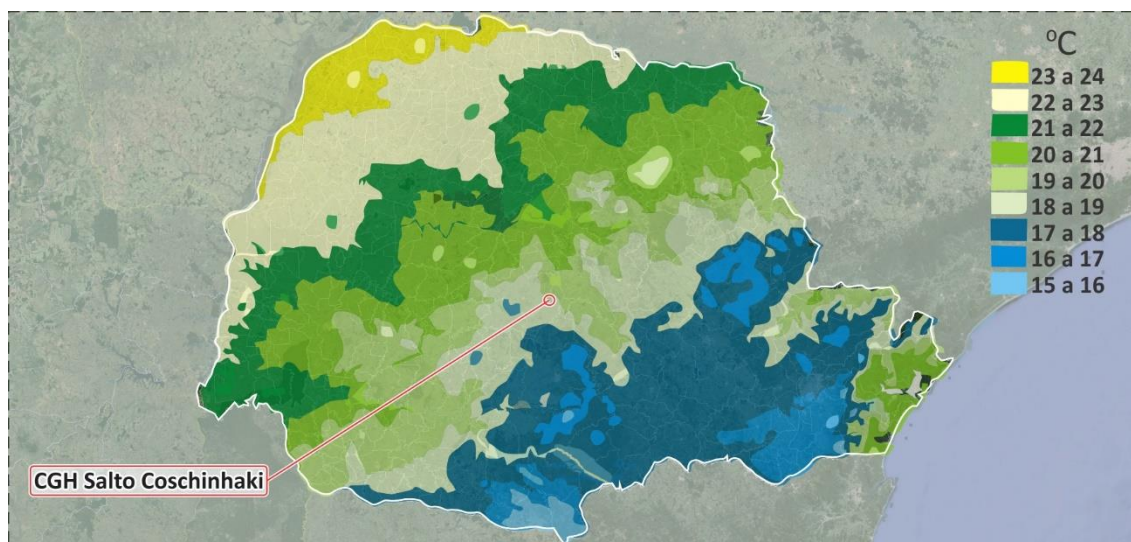 °C
23 a 24
22 a 23
21 a 22
20 a 21
19 a 20
18 a 19
17 a 18
16 a 17
15 a 16
CGH Salto Coschinhaki